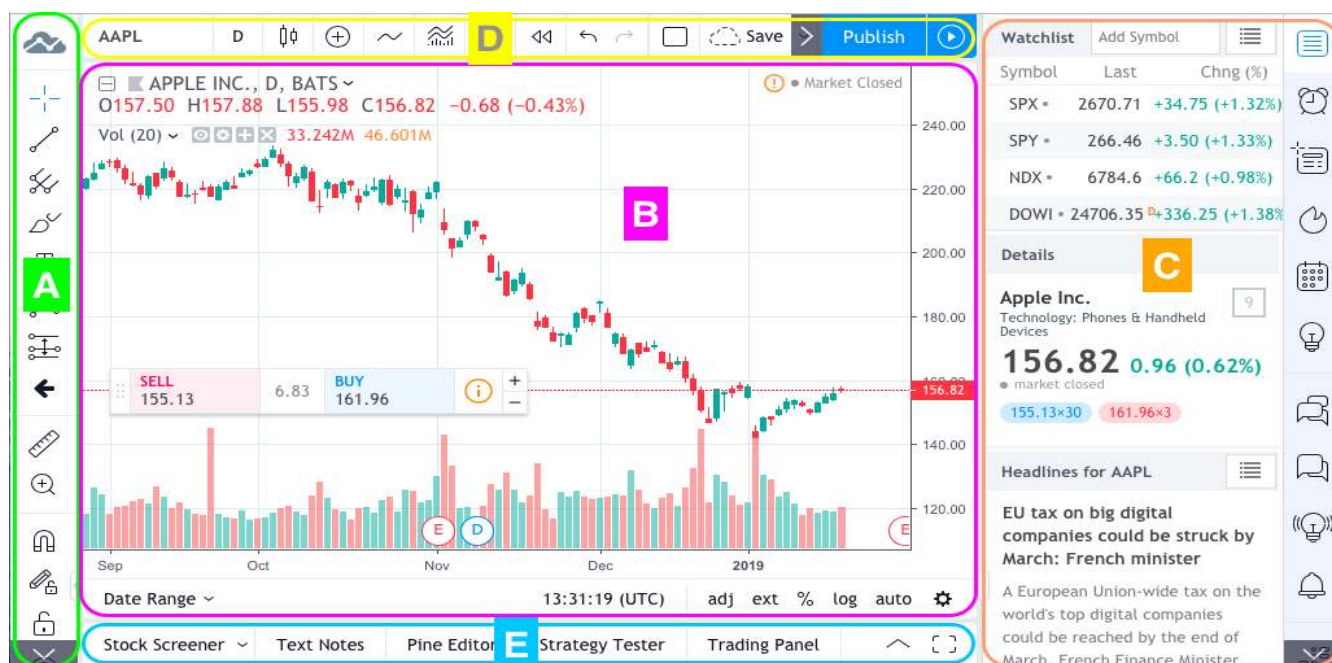 AAPL D D Save Publish
APPLE INC., D, BATS
O157.50 H157.88 L155.98 C156.82 −0.68 (−0.43%)
Market Closed
Vol (20) 33.242M 46.601M
240.00
220.00
200.00
180.00
160.00
156.82
140.00
120.00
B
A
SELL
155.13
6.83
BUY
161.96
E D E
Sep Oct Nov Dec 2019
Date Range 13:31:19 (UTC) adj ext % log auto
Stock Screener Text Notes Pine Editor E Strategy Tester Trading Panel
Watchlist Add Symbol
Symbol Last Chng (%)
SPX 2670.71 +34.75 (+1.32%)
SPY 266.46 +3.50 (+1.33%)
NDX 6784.6 +66.2 (+0.98%)
DOWI 24706.35 D +336.25 (+1.38%
Details
C
Apple Inc.
9
Technology: Phones & Handheld
Devices
156.82 0.96 (0.62%)
market closed
155.13×30 161.96×3
Headlines for AAPL
EU tax on big digital
companies could be struck by
March: French minister
A European Union-wide tax on the
world's top digital companies
could be reached by the end of
March, French Finance Minister